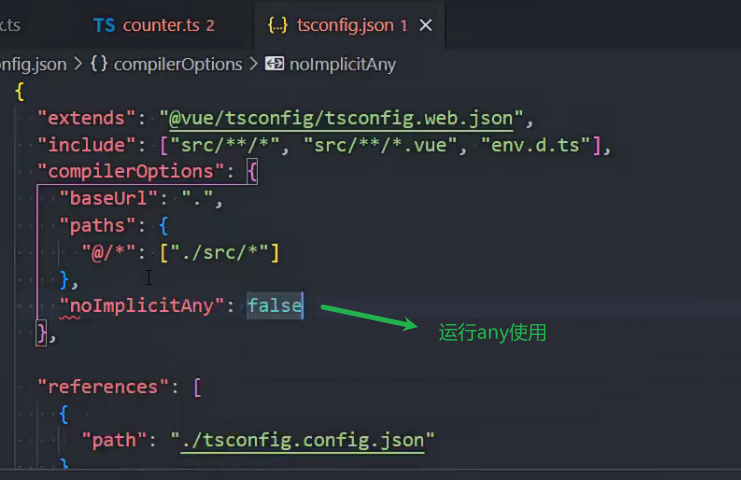 x.ts TS counter.ts 2 {..} tsconfig.json 1 ×
nfig.json > {} compilerOptions > noImplicitAny
{
"extends": "@vue/tsconfig/tsconfig.web.json",
"include": ["src/**/*", "src/**/*.vue", "env.d.ts"],
"compilerOptions": {
"baseUrl": ".",
"paths": {
"@/*": ["./src/*"]
},
"noImplicitAny": false
运行any使用
},
"references": [
{
"path": "./tsconfig.config.json"
}